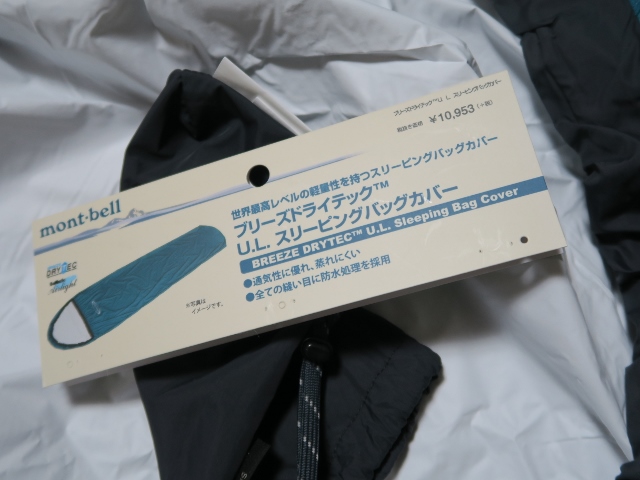 ブリーズドライテック™U.L.スリーピングバッグカバー
¥10,953 (+税)
mont·bell
世界最高レベルの軽量性を持つスリーピングバッグカバー
ブリーズドライテック™
U.L. スリーピングバッグカバー
BREEZE DRYTEC™ U.L. Sleeping Bag Cover
●通気性に優れ、蒸れにくい
●全ての縫い目に防水処理を採用
DRYTEC
※写真は
イメージです。